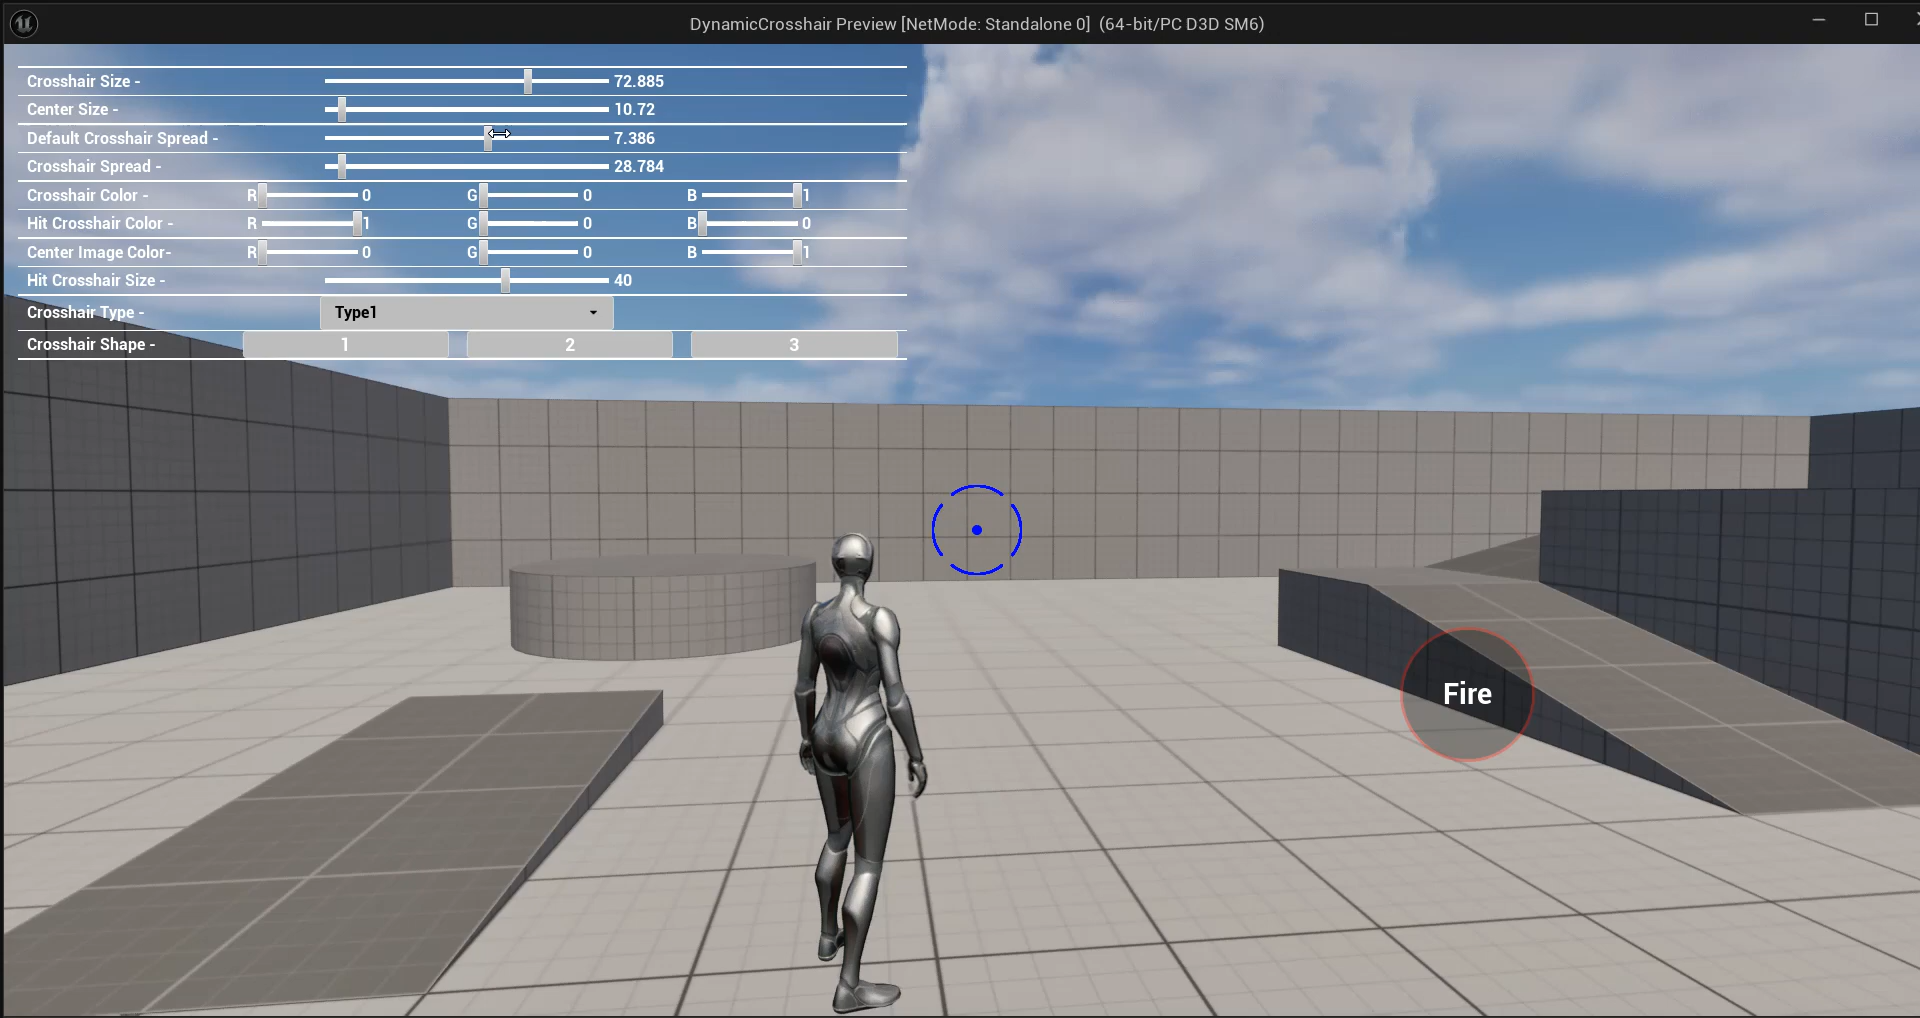 DynamicCrosshair Preview [NetMode: Standalone 0] (64-bit/PC D3D SM6)
Crosshair Size - 72.885
Center Size - 10.72
Default Crosshair Spread - 7.386
Crosshair Spread - 28.784
Crosshair Color - R 0 G 0 B 1
Hit Crosshair Color - R 1 G 0 B 0
Center Image Color- R 0 G 0 B 1
Hit Crosshair Size - 40
Crosshair Type - Type1
Crosshair Shape - 1 2 3
Fire